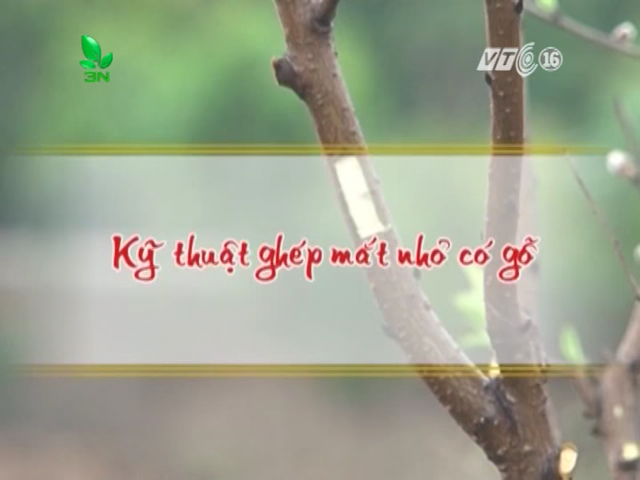 3N
VTC 16
Kỹ thuật ghép mắt nhỏ có gỗ